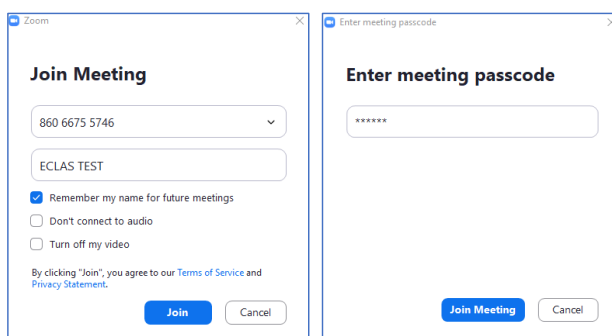 Zoom
Join Meeting
860 6675 5746
ECLAS TEST
Remember my name for future meetings
Don't connect to audio
Turn off my video
By clicking "Join", you agree to our Terms of Service and
Privacy Statement.
Join Cancel
Enter meeting passcode
Enter meeting passcode
******
Join Meeting Cancel